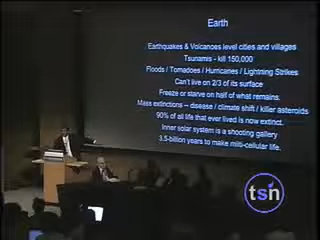 Earth
Earthquakes & Volcanoes level cities and villages
Tsunamis - kill 150,000
Floods / Tornadoes / Hurricanes / Lightning Strikes
Can't live on 2/3 of its surface
Freeze or starve on half of what remains.
Mass extinctions – disease / climate shift / killer asteroids
90% of all life that ever lived is now extinct.
Inner solar system is a shooting gallery
3.5-billion years to make multi-cellular life.
tsn